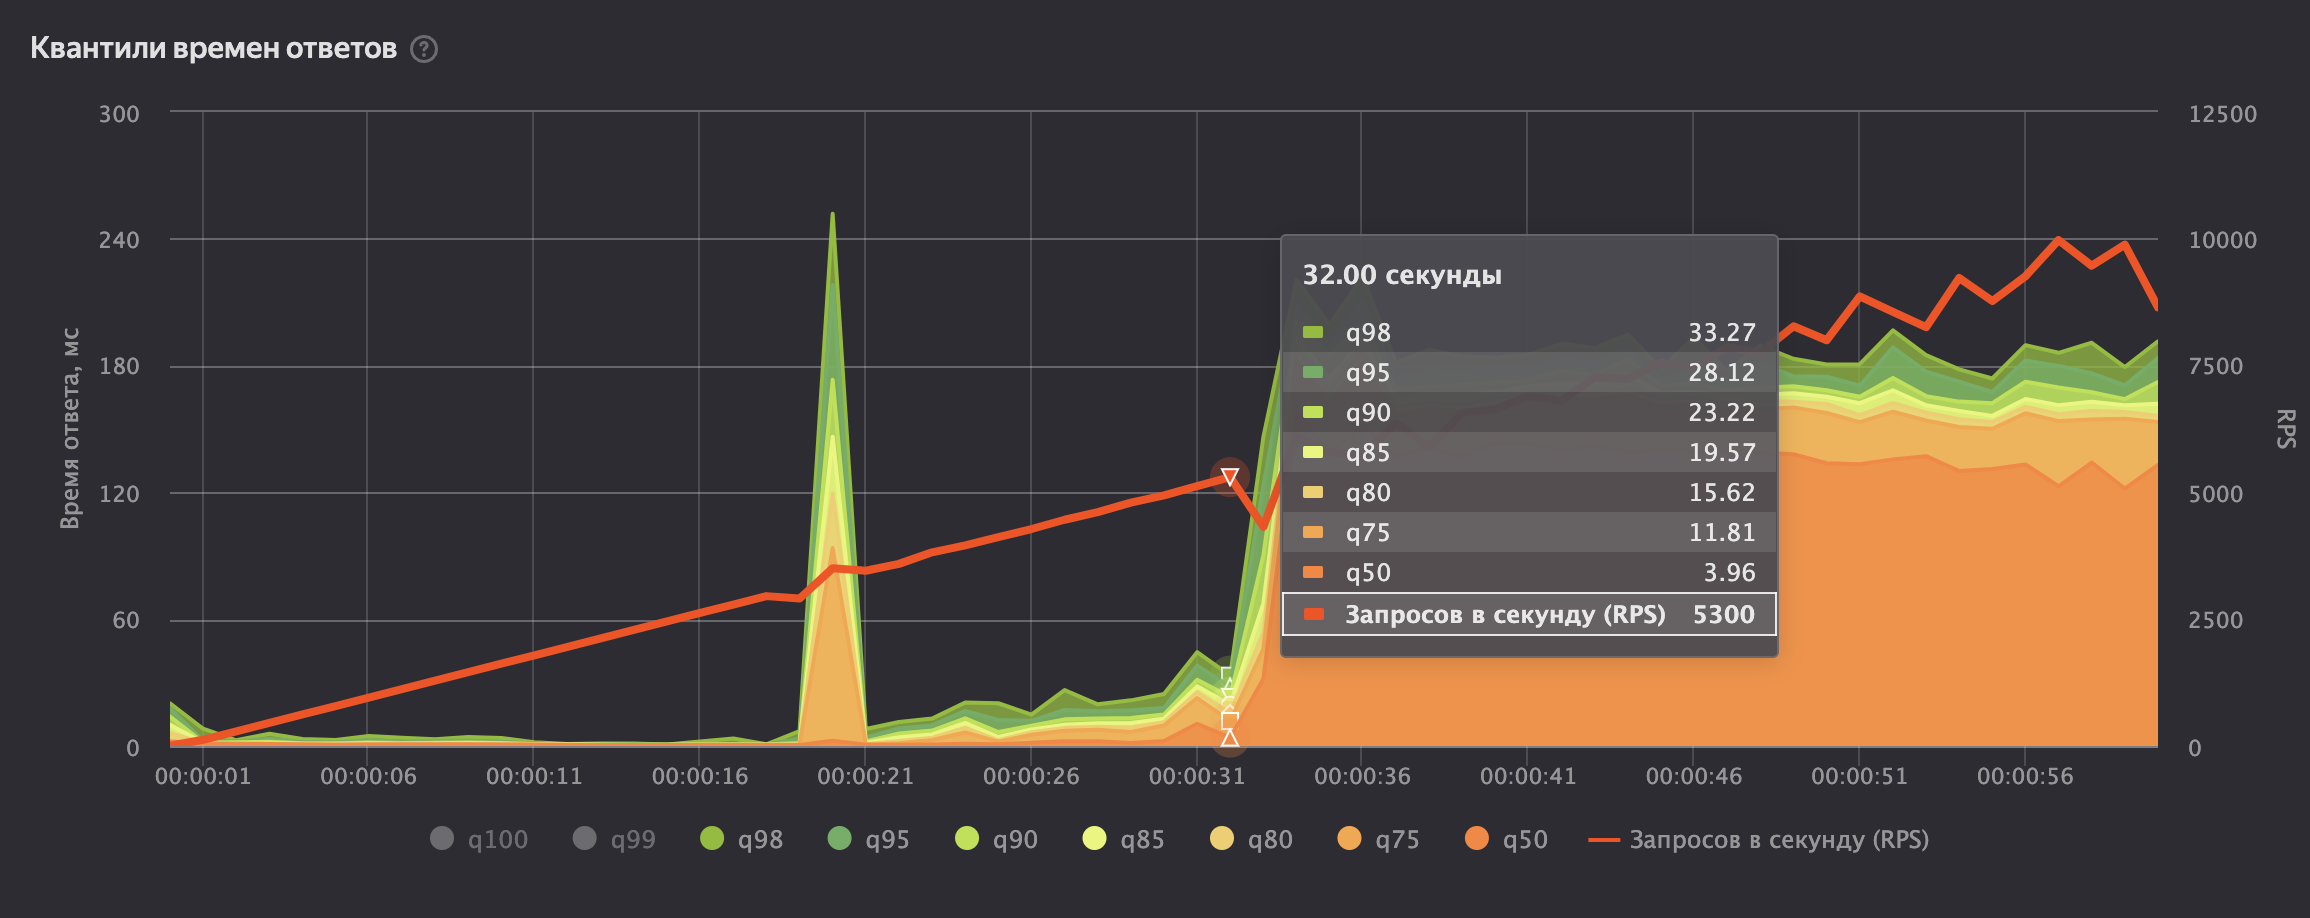 Квантили времен ответов ?
300 12500
240 10000
180 7500
120 5000
60 2500
0 0
Время ответа, мс
RPS
32.00 секунды
q98 33.27
q95 28.12
q90 23.22
q85 19.57
q80 15.62
q75 11.81
q50 3.96
Запросов в секунду (RPS) 5300
00:00:01 00:00:06 00:00:11 00:00:16 00:00:21 00:00:26 00:00:31 00:00:36 00:00:41 00:00:46 00:00:51 00:00:56
q100 q99 q98 q95 q90 q85 q80 q75 q50 Запросов в секунду (RPS)